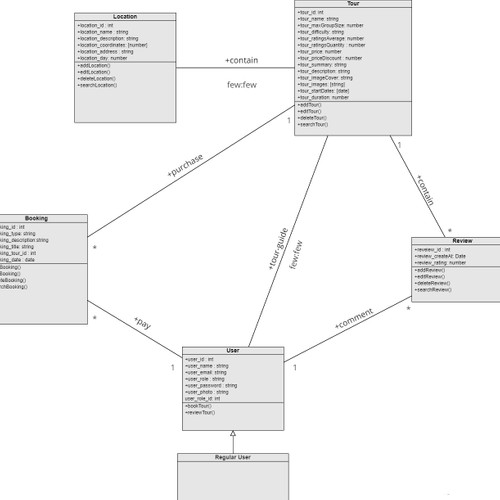 Location
+location_id : int
+location_name : string
+location_description: string
+location_coordinates: [number]
+location_address : string
+location_day: number
+addLocation()
+editLocation()
+deleteLocation()
+searchLocation()
Tour
+tour_id: int
+tour_name: string
+tour_maxGroupSize: number
+tour_difficulty: string
+tour_ratingsAverage: number
+tour_ratingsQuantity : number
+tour_price: number
+tour_priceDiscount : number
+tour_summary: string
+tour_description: string
+tour_imageCover: string
+tour_images: [string]
+tour_startDates: [date]
+tour_duration: number
+addTour()
+editTour()
+deleteTour()
+searchTour()
+contain
few:few
+purchase
1
*
+tour-guide
few:few
1
+contain
*
Booking
king_id : int
king_type: string
king_description:string
king_title: string
king_tour_id : int
king_date : date
Booking()
Booking()
teBooking()
rchBooking()
Review
+review_createAt: Date
+review_rating: number
+addReview()
+editReview()
+deleteReview()
+searchReview()
*
+pay
1
*
+comment
1
User
+user_id : int
+user_name : string
+user_email :string
+user_role : string
+user_password : string
+user_photo : string
user_role_id: int
+bookTour()
+reviewTour()
Regular User